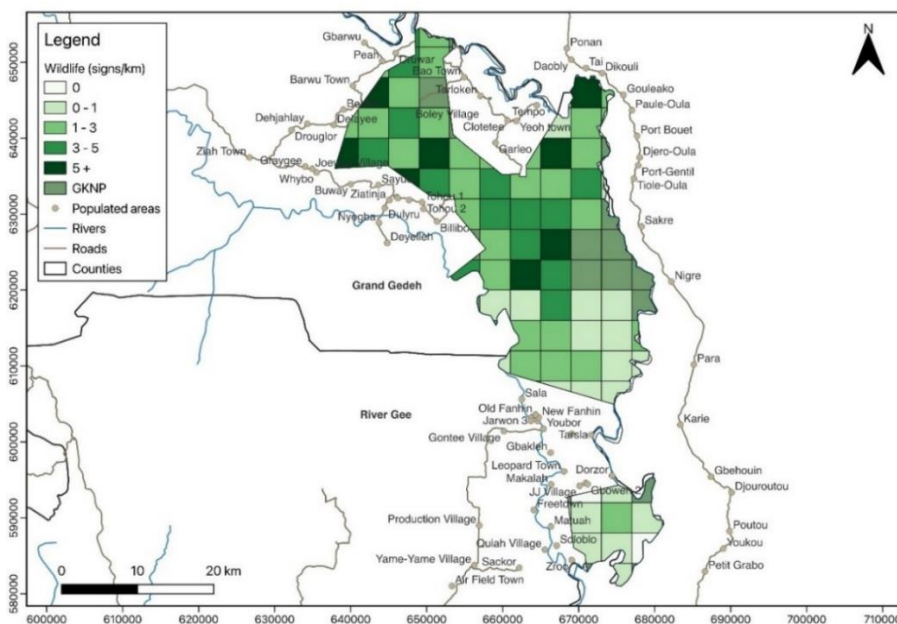 Legend
Wildlife (signs/km)
0
0 - 1
1 - 3
3 - 5
5 +
GKNP
Populated areas
Rivers
Roads
Counties
N
Gbarwu
Peah
Bao Town
Barwu Town
Tarloken
Delayee
Boley Village
Dehjahlay
Drouglor
Clotetee
Tempo
Yeoh town
Garleo
Ziah Town
Graygee
Whybo
Buway
Ziatinja
Tohou 1
Tohou 2
Dulyru
Billibo
Deyelleh
Ponan
Daobly
Tai
Dikouli
Gouleako
Paule-Oula
Port Bouet
Djero-Oula
Port-Gentil
Tiole-Oula
Sakre
Nigre
Grand Gedeh
Para
River Gee
Sala
Old Fanhin
New Fanhin
Jarwon 3
Youbor
Gontee Village
Tarsla
Karie
Leopard Town
Dorzor
Makalah
JJ Village
Gbowen 2
Gbehouin
Djouroutou
Freetown
Production Village
Matuah
Poutou
Quiah Village
Youkou
Yame-Yame Village
Sackor
Petit Grabo
Air Field Town
0 10 20 km
650000
640000
630000
620000
610000
600000
590000
580000
600000
610000
620000
630000
640000
650000
660000
670000
680000
690000
700000